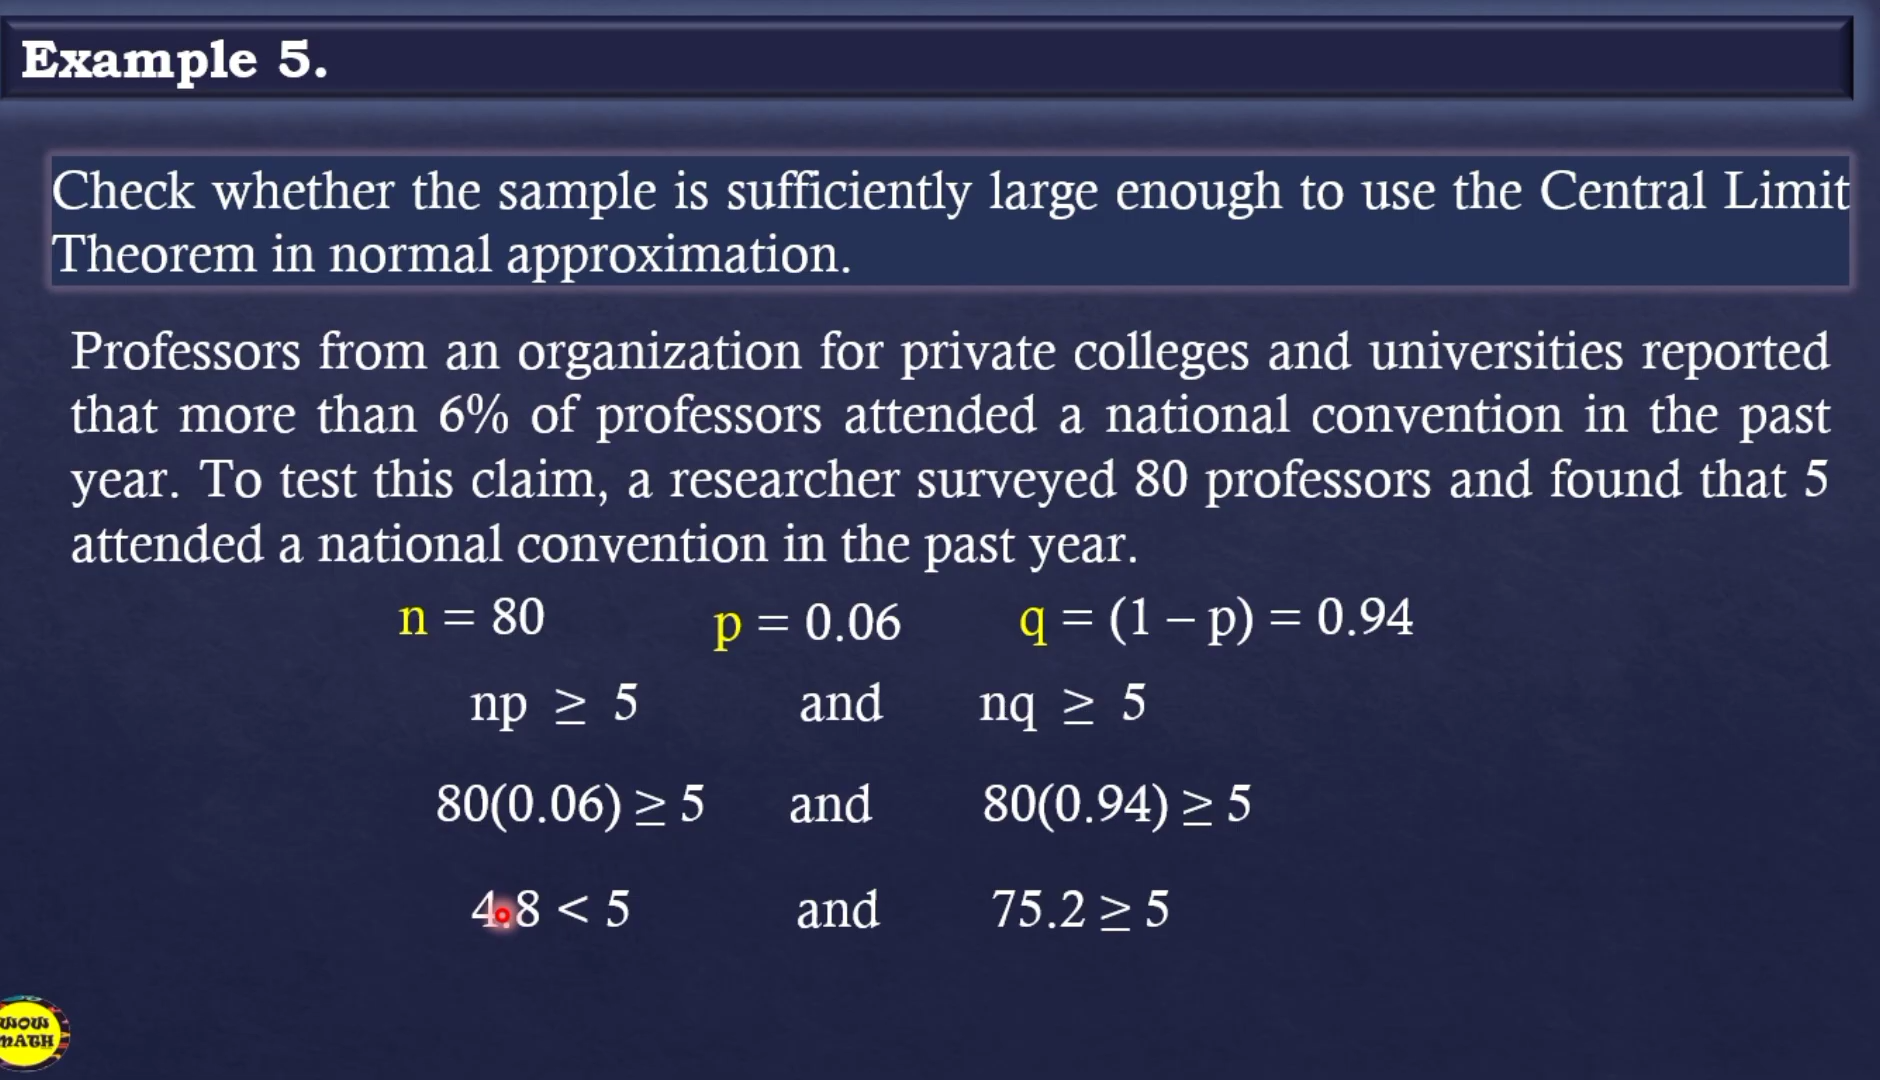 Example 5.
Check whether the sample is sufficiently large enough to use the Central Limit
Theorem in normal approximation.
Professors from an organization for private colleges and universities reported
that more than 6% of professors attended a national convention in the past
year. To test this claim, a researcher surveyed 80 professors and found that 5
attended a national convention in the past year.
n = 80 p = 0.06 q = (1 – p) = 0.94
np ≥ 5 and nq ≥ 5
80(0.06) ≥ 5 and 80(0.94) ≥ 5
4.8 < 5 and 75.2 ≥ 5
WOW
MATH